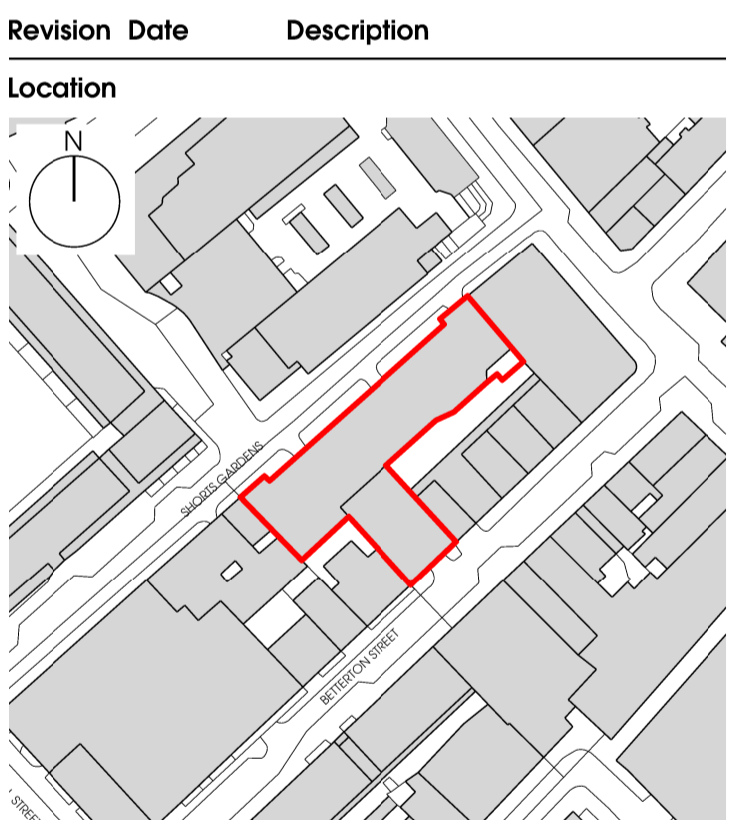 Revision Date Description
Location
N
SHORTS GARDENS
BETTERTON STREET